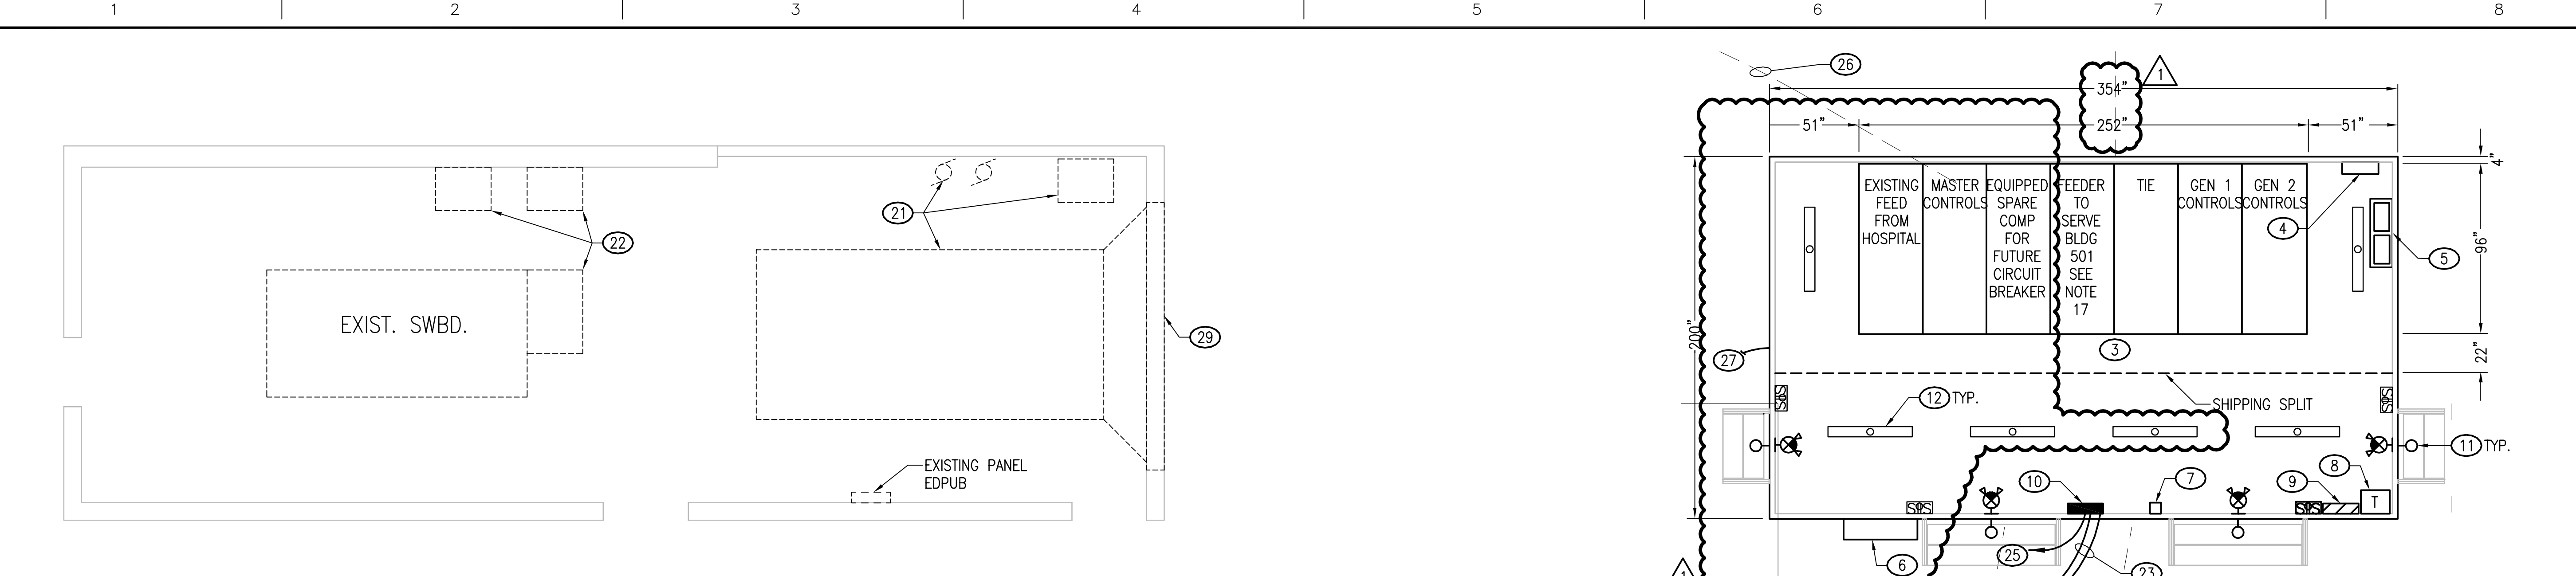 1 2 3 4 5 6 7 8
26
1
354"
51" 252" 51"
4"
EXISTING
FEED
FROM
HOSPITAL
MASTER
CONTROLS
EQUIPPED
SPARE
COMP
FOR
FUTURE
CIRCUIT
BREAKER
FEEDER
TO
SERVE
BLDG
501
SEE
NOTE
17
TIE
GEN 1
CONTROLS
GEN 2
CONTROLS
4
5
96"
21
22
EXIST. SWBD.
29
200"
27
3
22"
SHIPPING SPLIT
12 TYP.
11 TYP.
EXISTING PANEL
EDPUB
10
7
9
8
T
6
25
23
1